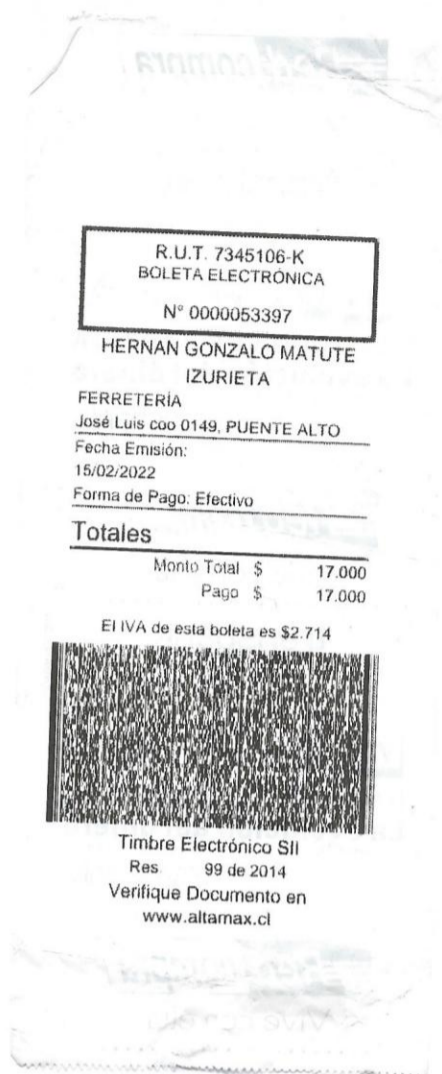 R.U.T. 7345106-K
BOLETA ELECTRÓNICA
N° 0000053397
HERNAN GONZALO MATUTE
IZURIETA
FERRETERÍA
José Luis coo 0149, PUENTE ALTO
Fecha Emisión:
15/02/2022
Forma de Pago: Efectivo
Totales
Monto Total $ 17.000
Pago $ 17.000
El IVA de esta boleta es $2.714
Timbre Electrónico SII
Res. 99 de 2014
Verifique Documento en
www.altamax.cl